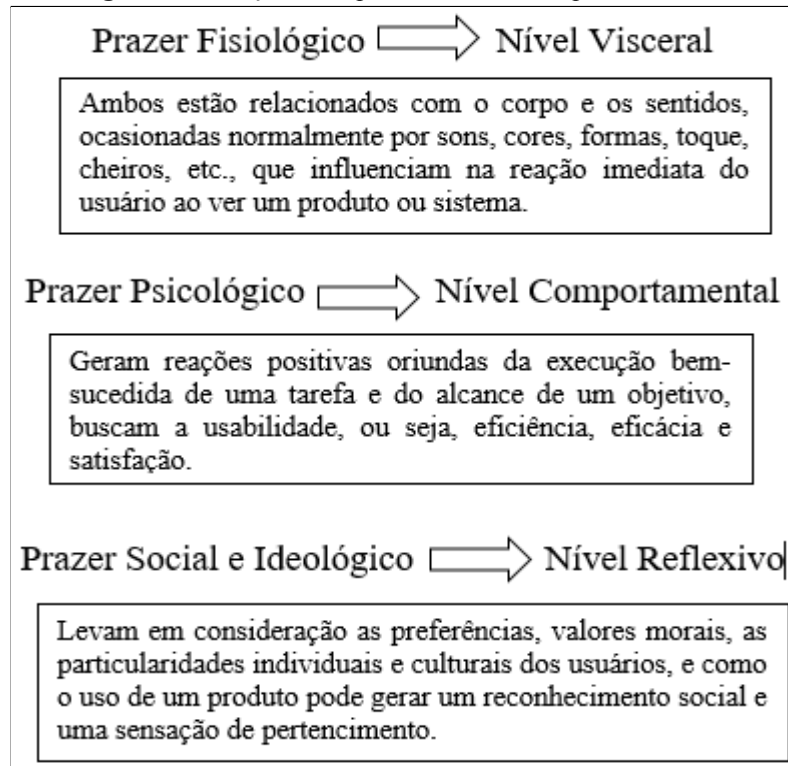 Prazer Fisiológico Nível Visceral
Ambos estão relacionados com o corpo e os sentidos,
ocasionadas normalmente por sons, cores, formas, toque,
cheiros, etc., que influenciam na reação imediata do
usuário ao ver um produto ou sistema.
Prazer Psicológico Nível Comportamental
Geram reações positivas oriundas da execução bem-
sucedida de uma tarefa e do alcance de um objetivo,
buscam a usabilidade, ou seja, eficiência, eficácia e
satisfação.
Prazer Social e Ideológico Nível Reflexivo
Levam em consideração as preferências, valores morais, as
particularidades individuais e culturais dos usuários, e como
o uso de um produto pode gerar um reconhecimento social e
uma sensação de pertencimento.